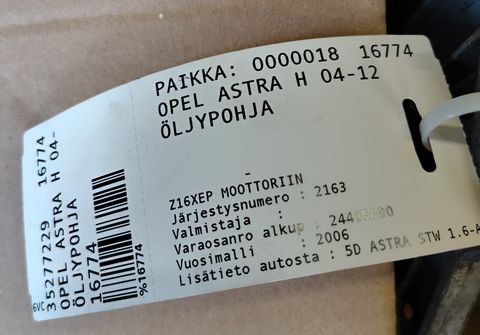 PAIKKA: 0000018 16774
OPEL ASTRA H 04-12
ÖLJYPOHJA
-
Z16XEP MOOTTORIIN
Järjestysnumero : 2163
Valmistaja :
Varaosanro alkup :
Vuosimalli : 2006
Lisätieto autosta : 5D ASTRA STW 1.6-A
6VC
35277229 16774
OPEL ASTRA H 04-
ÖLJYPOHJA
16774
%16774